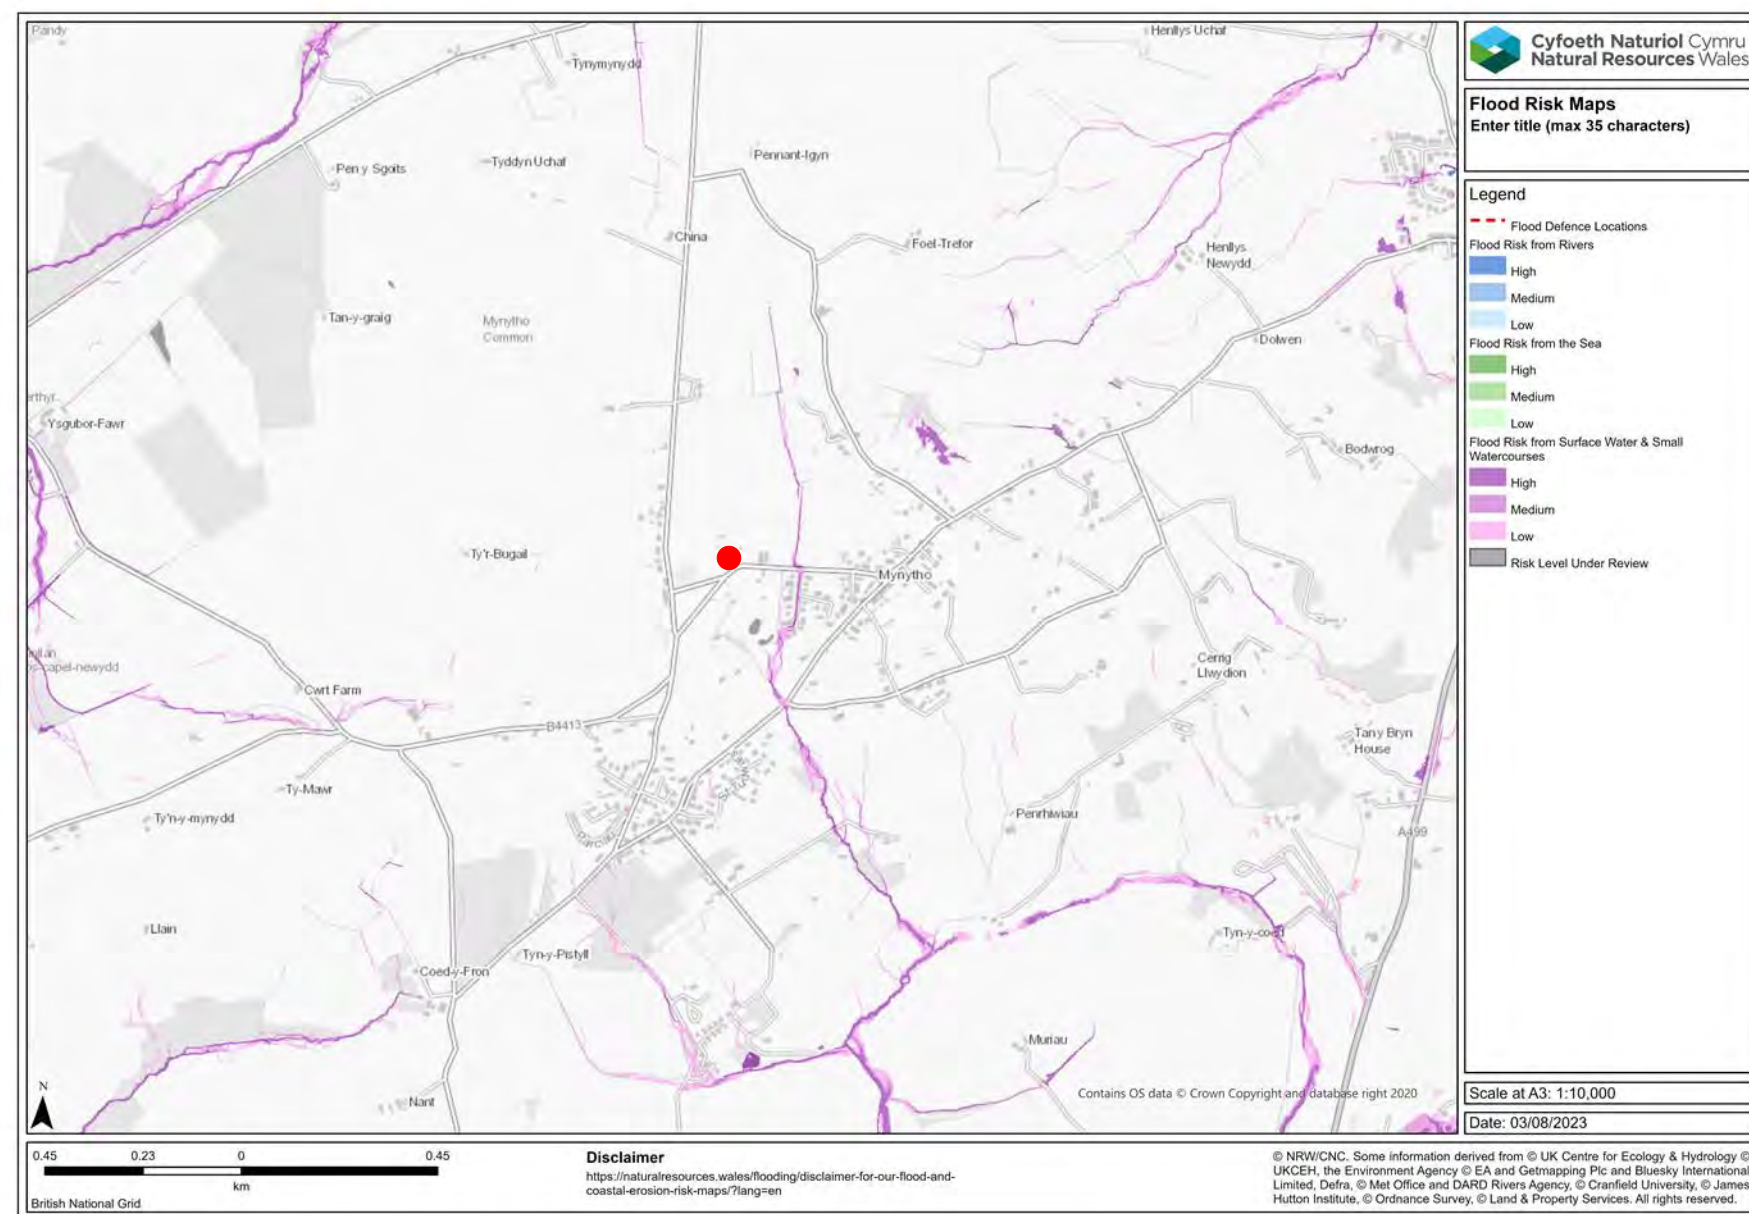 Pandy
Tynymynydd
Henllys Uchaf
Pen y Sgoits
Tyddyn Uchaf
Pennant-Igyn
China
Foel-Trefor
Henllys
Newydd
Tan-y-graig
Mynytho
Common
Dolwen
Ysgubor-Fawr
Bodwrog
Ty'r-Bugail
Mynytho
capel-newydd
Cerrig
Llwydion
Cwrt Farm
B4413
Tany Bryn
House
Ty-Mawr
Ty'n-y-mynydd
Penrhiwiau
A499
Llain
Tyn-y-coed
Tyn-y-Pistyll
Coed-y-Fron
Muriau
Nant
N
Contains OS data © Crown Copyright and database right 2020
Cyfoeth Naturiol Cymru
Natural Resources Wales
Flood Risk Maps
Enter title (max 35 characters)
Legend
Flood Defence Locations
Flood Risk from Rivers
High
Medium
Low
Flood Risk from the Sea
High
Medium
Low
Flood Risk from Surface Water & Small
Watercourses
High
Medium
Low
Risk Level Under Review
Scale at A3: 1:10,000
Date: 03/08/2023
0.45 0.23 0 0.45
km
British National Grid
Disclaimer
https://naturalresources.wales/flooding/disclaimer-for-our-flood-and-
coastal-erosion-risk-maps/?lang=en
© NRW/CNC. Some information derived from © UK Centre for Ecology & Hydrology ©
UKCEH, the Environment Agency © EA and Getmapping Plc and Bluesky International
Limited, Defra, © Met Office and DARD Rivers Agency, © Cranfield University, © James
Hutton Institute, © Ordnance Survey, © Land & Property Services. All rights reserved.